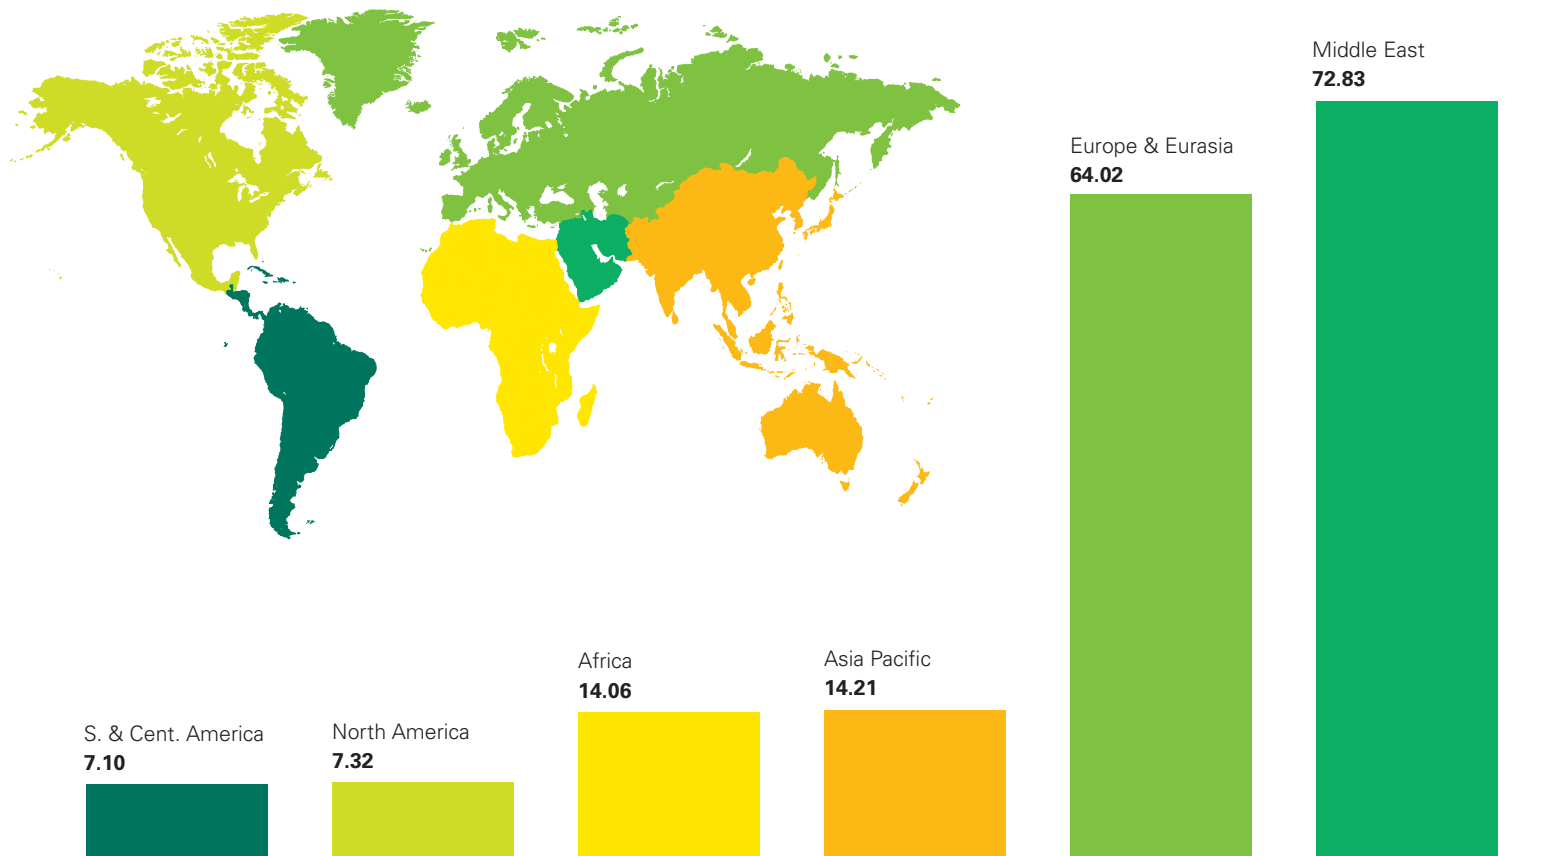 S. & Cent. America
7.10
North America
7.32
Africa
14.06
Asia Pacific
14.21
Europe & Eurasia
64.02
Middle East
72.83